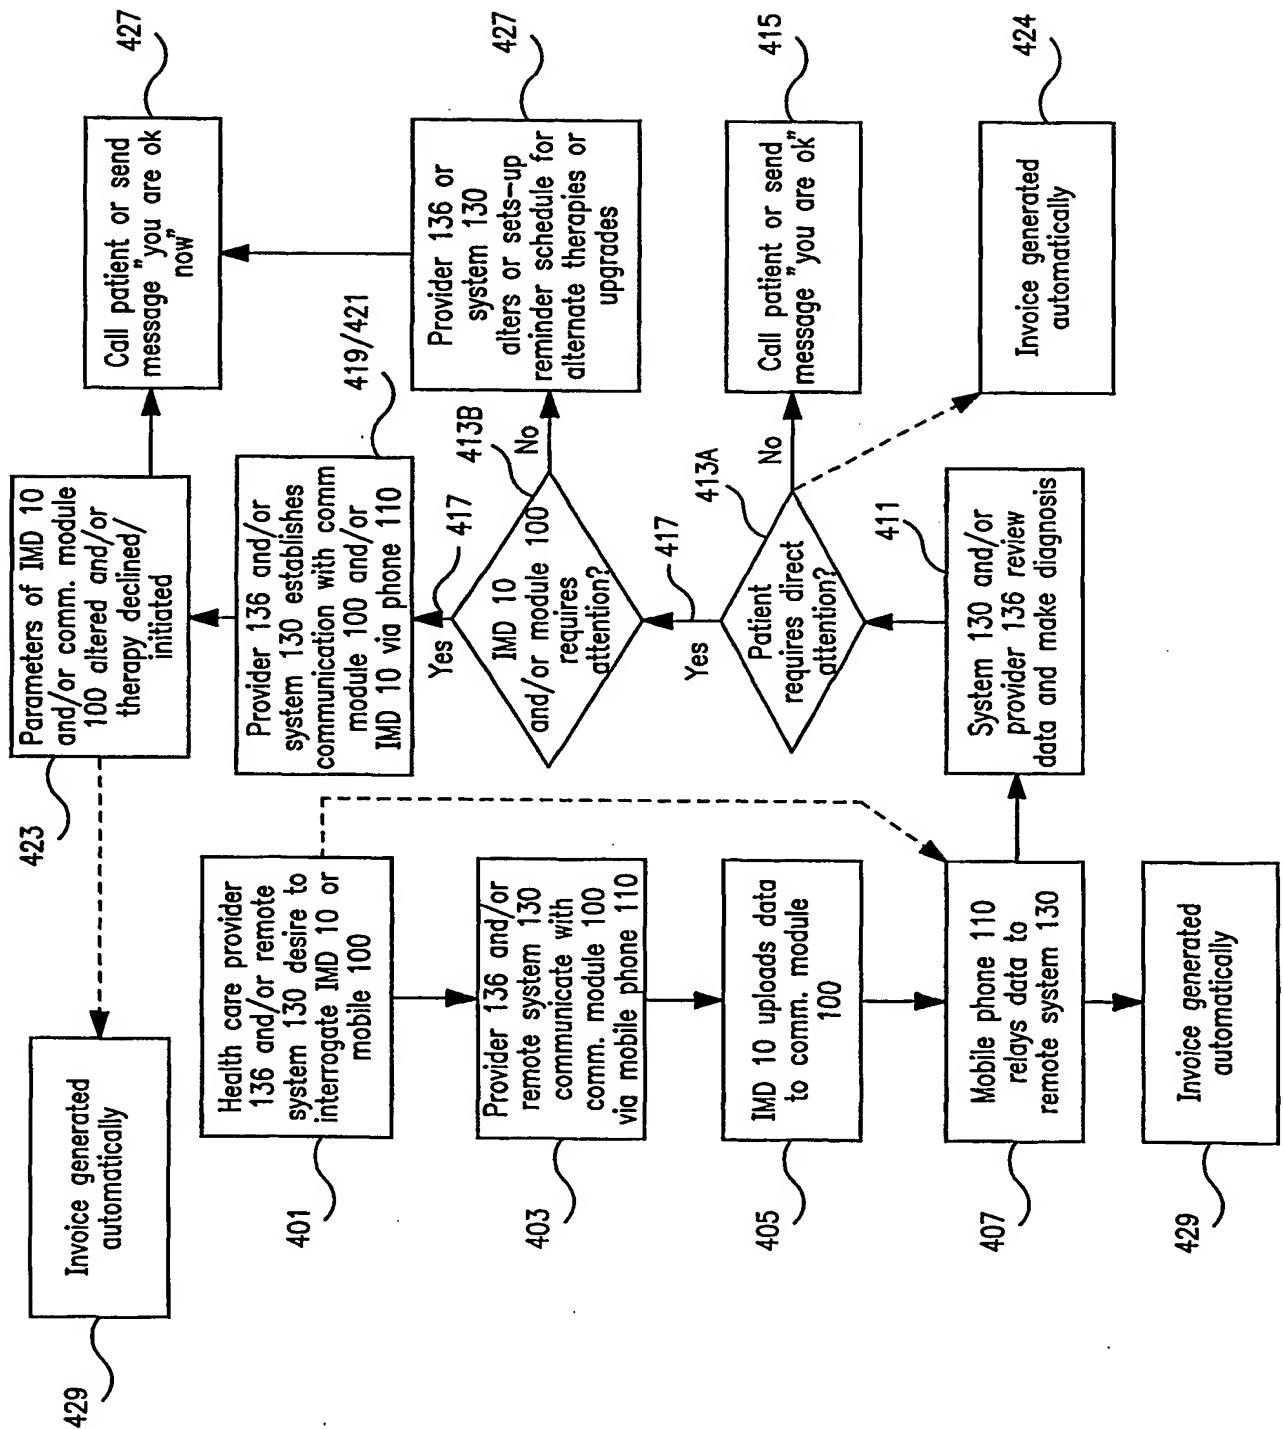 Health care provider
136 and/or remote
system 130 desire to
interrogate IMD 10 or
mobile 100
401
Provider 136 and/or
remote system 130
communicate with
comm. module 100
via mobile phone 110
403
IMD 10 uploads data
to comm. module
100
405
Mobile phone 110
relays data to
remote system 130
407
Invoice generated
automatically
429
System 130 and/or
provider 136 review
data and make diagnosis
411
Patient
requires direct
attention?
413A
No
Call patient or send
message "you are ok"
415
Invoice generated
automatically
424
Yes
417
IMD 10
and/or module 100
requires
attention?
413B
No
Provider 136 or
system 130
alters or sets-up
reminder schedule for
alternate therapies or
upgrades
427
Yes
417
Provider 136 and/or
system 130 establishes
communication with comm
module 100 and/or
IMD 10 via phone 110
419/421
Parameters of IMD 10
and/or comm. module
100 altered and/or
therapy declined/
initiated
423
Call patient or send
message "you are ok
now"
427
Invoice generated
automatically
429